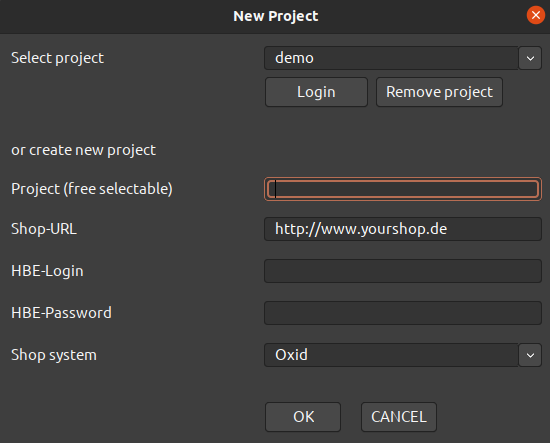 New Project
Select project demo
Login Remove project
or create new project
Project (free selectable)
Shop-URL http://www.yourshop.de
HBE-Login
HBE-Password
Shop system Oxid
OK CANCEL